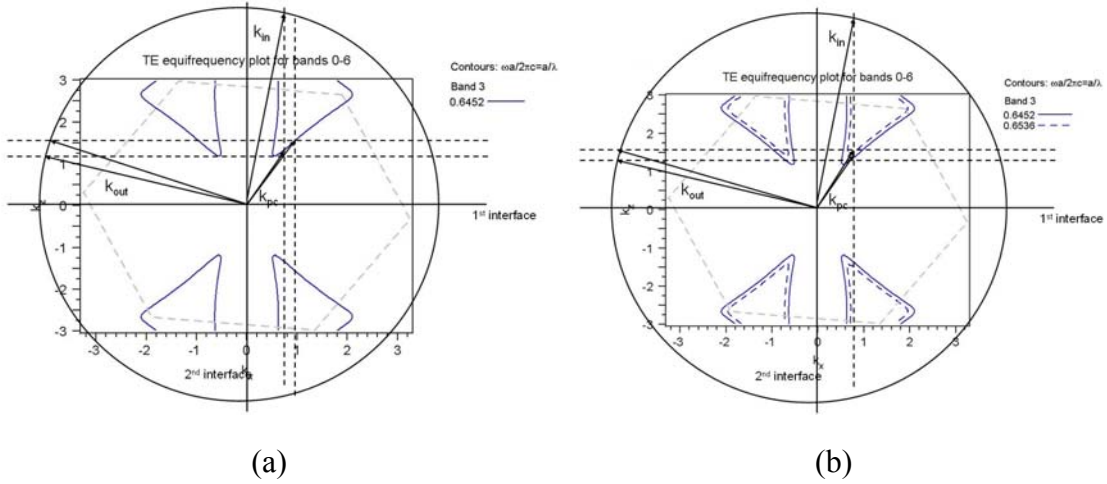 k_in
TE equifrequency plot for bands 0-6
Contours: ωa/2πc=a/λ
Band 3
0.6452
3
2
1
0
-1
-2
-3
k_z
k_out
k_pc
1st interface
-3 -2 -1 0 1 2 3
2nd interface
k_x
(a)
k_in
TE equifrequency plot for bands 0-6
Contours: ωa/2πc=a/λ
Band 3
0.6452
0.6536
3
2
1
0
-1
-2
-3
k_z
k_out
k_pc
1st interface
-3 -2 -1 0 1 2 3
k_x
2nd interface
(b)